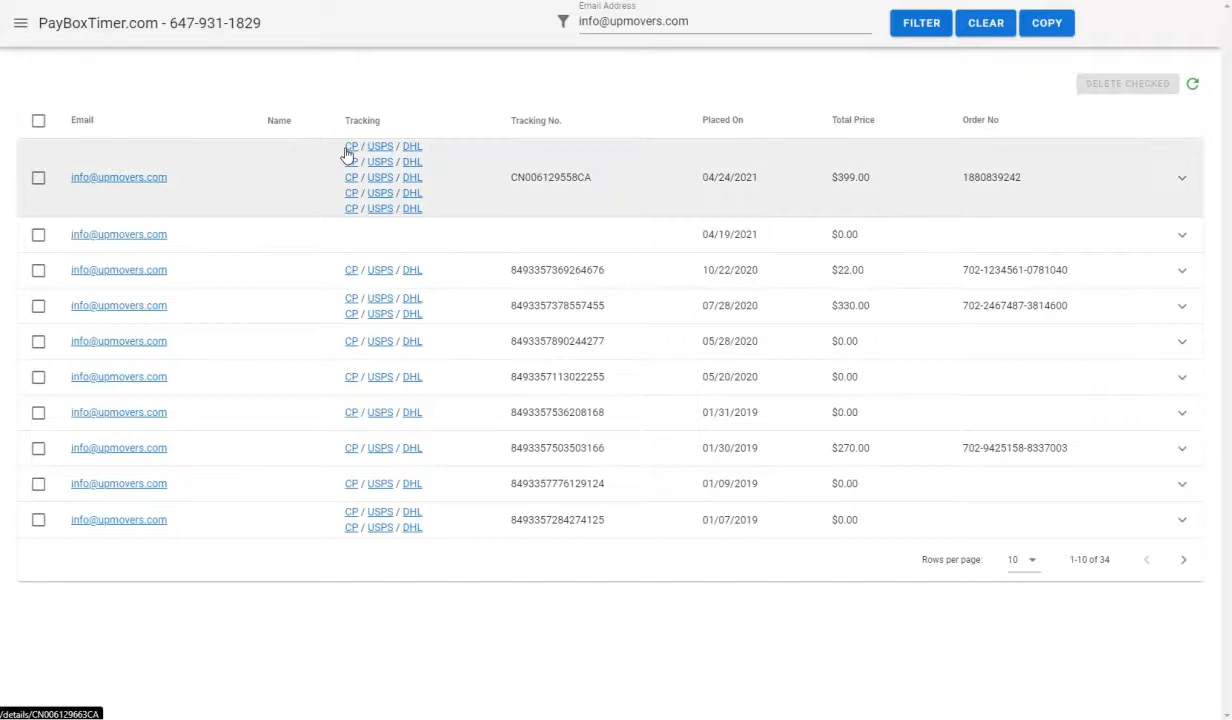 Email Address
PayBoxTimer.com - 647-931-1829
info@upmovers.com
FILTER CLEAR COPY
DELETE CHECKED
Email Name Tracking Tracking No. Placed On Total Price Order No
CP / USPS / DHL
CP / USPS / DHL
info@upmovers.com CP / USPS / DHL CN006129558CA 04/24/2021 $399.00 1880839242
CP / USPS / DHL
CP / USPS / DHL
info@upmovers.com 04/19/2021 $0.00
info@upmovers.com CP / USPS / DHL 8493357369264676 10/22/2020 $22.00 702-1234561-0781040
CP / USPS / DHL
info@upmovers.com 8493357378557455 07/28/2020 $330.00 702-2467487-3814600
CP / USPS / DHL
info@upmovers.com CP / USPS / DHL 8493357890244277 05/28/2020 $0.00
info@upmovers.com CP / USPS / DHL 8493357113022255 05/20/2020 $0.00
info@upmovers.com CP / USPS / DHL 8493357536208168 01/31/2019 $0.00
info@upmovers.com CP / USPS / DHL 8493357503503166 01/30/2019 $270.00 702-9425158-8337003
info@upmovers.com CP / USPS / DHL 8493357776129124 01/09/2019 $0.00
CP / USPS / DHL
info@upmovers.com 8493357284274125 01/07/2019 $0.00
CP / USPS / DHL
Rows per page: 10 1-10 of 34
/details/CN006129663CA